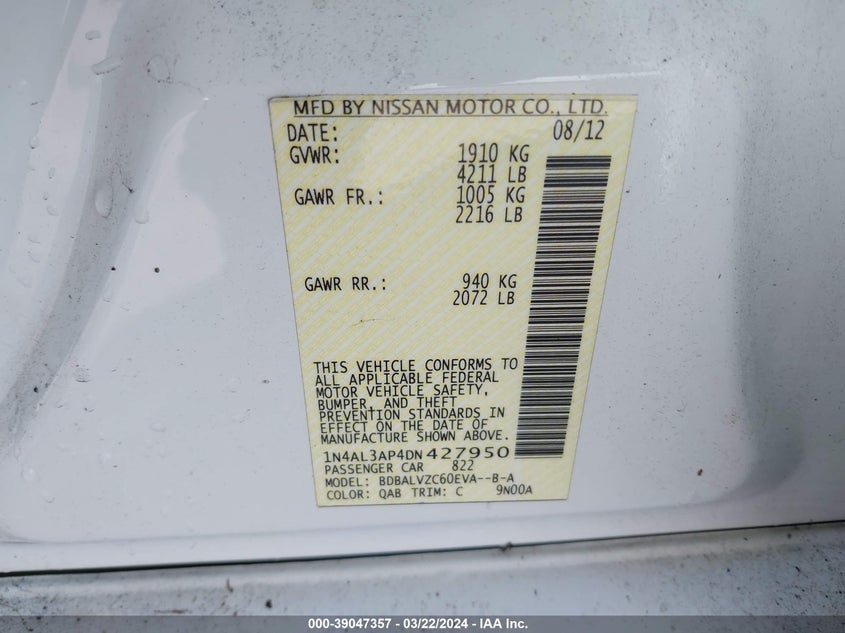 MFD BY NISSAN MOTOR CO., LTD.
DATE: 08/12
GVWR: 1910 KG
4211 LB
GAWR FR.: 1005 KG
2216 LB
GAWR RR.: 940 KG
2072 LB
THIS VEHICLE CONFORMS TO
ALL APPLICABLE FEDERAL
MOTOR VEHICLE SAFETY,
BUMPER, AND THEFT
PREVENTION STANDARDS IN
EFFECT ON THE DATE OF
MANUFACTURE SHOWN ABOVE.
1N4AL3AP4DN427950
PASSENGER CAR 822
MODEL: BDBALVZC60EVA--B-A
COLOR: QAB TRIM: C 9N00A
000-39047357 | 03/22/2024 | IAA Inc.